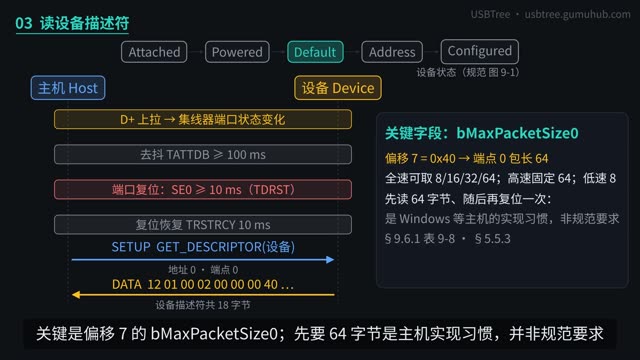 03 读设备描述符
USBTree • usbtree.gumuhub.com
Attached Powered Default Address Configured
设备状态（规范 图 9-1）
主机 Host
设备 Device
D+ 上拉 → 集线器端口状态变化
去抖 TATTDB ≥ 100 ms
端口复位：SE0 ≥ 10 ms（TDRST）
复位恢复 TRSTRCY 10 ms
SETUP GET_DESCRIPTOR(设备)
地址 0 • 端点 0
DATA 12 01 00 02 00 00 00 40 …
设备描述符共 18 字节
关键字段：bMaxPacketSize0
偏移 7 = 0x40 → 端点 0 包长 64
全速可取 8/16/32/64；高速固定 64；低速 8
先读 64 字节、随后再复位一次：
是 Windows 等主机的实现习惯，非规范要求
§ 9.6.1 表 9-8 • § 5.5.3
关键是偏移 7 的 bMaxPacketSize0；先要 64 字节是主机实现习惯，并非规范要求